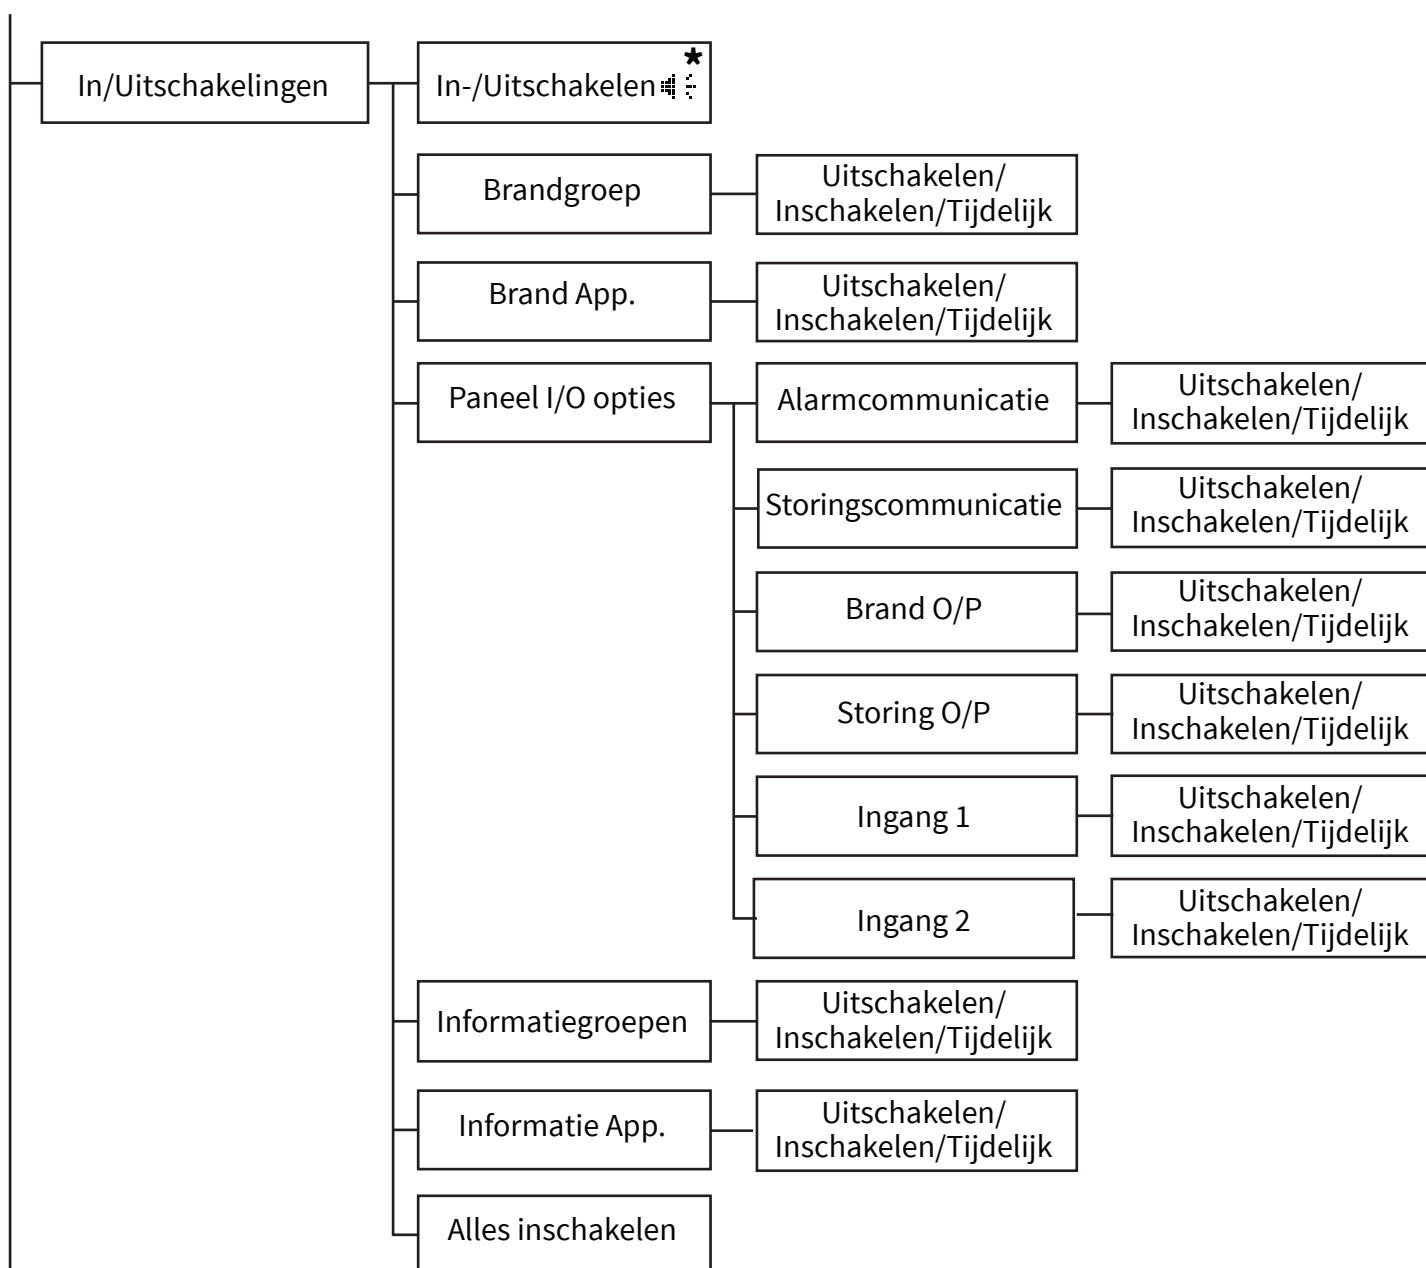 In/Uitschakelingen
In-/Uitschakelen *
Brandgroep
Uitschakelen/
Inschakelen/Tijdelijk
Brand App.
Uitschakelen/
Inschakelen/Tijdelijk
Paneel I/O opties
Alarmcommunicatie
Uitschakelen/
Inschakelen/Tijdelijk
Storingscommunicatie
Uitschakelen/
Inschakelen/Tijdelijk
Brand O/P
Uitschakelen/
Inschakelen/Tijdelijk
Storing O/P
Uitschakelen/
Inschakelen/Tijdelijk
Ingang 1
Uitschakelen/
Inschakelen/Tijdelijk
Ingang 2
Uitschakelen/
Inschakelen/Tijdelijk
Informatiegroepen
Uitschakelen/
Inschakelen/Tijdelijk
Informatie App.
Uitschakelen/
Inschakelen/Tijdelijk
Alles inschakelen